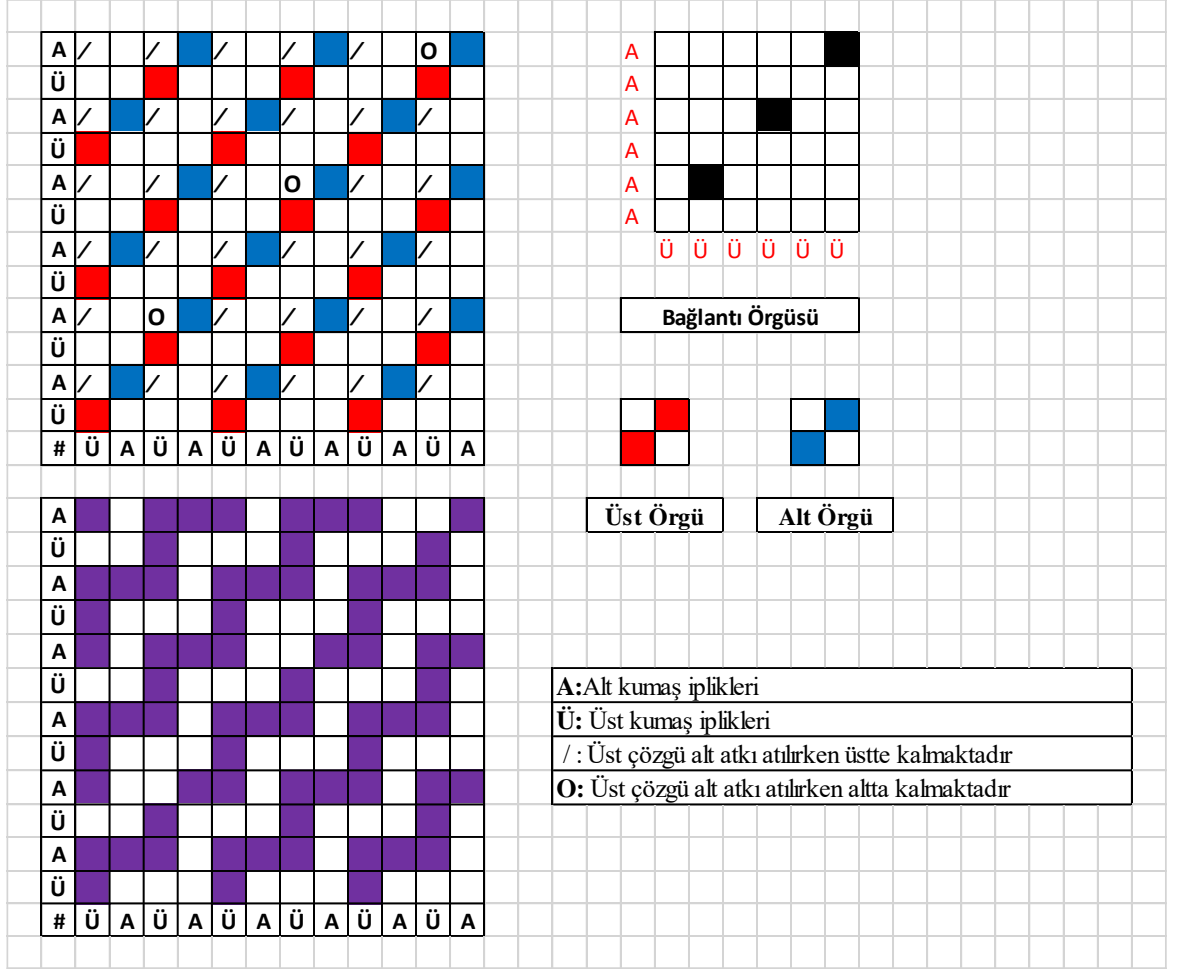 A / / / / / O
Ü
A / / / / / /
Ü
A / / / O / /
Ü
A / / / / / /
Ü
A / O / / / /
Ü
A / / / / / /
Ü
# Ü A Ü A Ü A Ü A Ü A Ü A
A
A
A
A
A
A
Ü Ü Ü Ü Ü Ü
Bağlantı Örgüsü
Üst Örgü
Alt Örgü
A
Ü
A
Ü
A
Ü
A
Ü
A
Ü
A
Ü
# Ü A Ü A Ü A Ü A Ü A Ü A
A:Alt kumaş iplikleri
Ü: Üst kumaş iplikleri
/ : Üst çözgü alt atkı atılırken üstte kalmaktadır
O: Üst çözgü alt atkı atılırken altta kalmaktadır